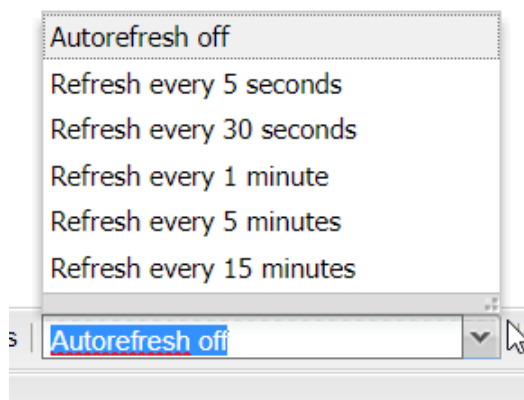 Autorefresh off
Refresh every 5 seconds
Refresh every 30 seconds
Refresh every 1 minute
Refresh every 5 minutes
Refresh every 15 minutes
s | Autorefresh off